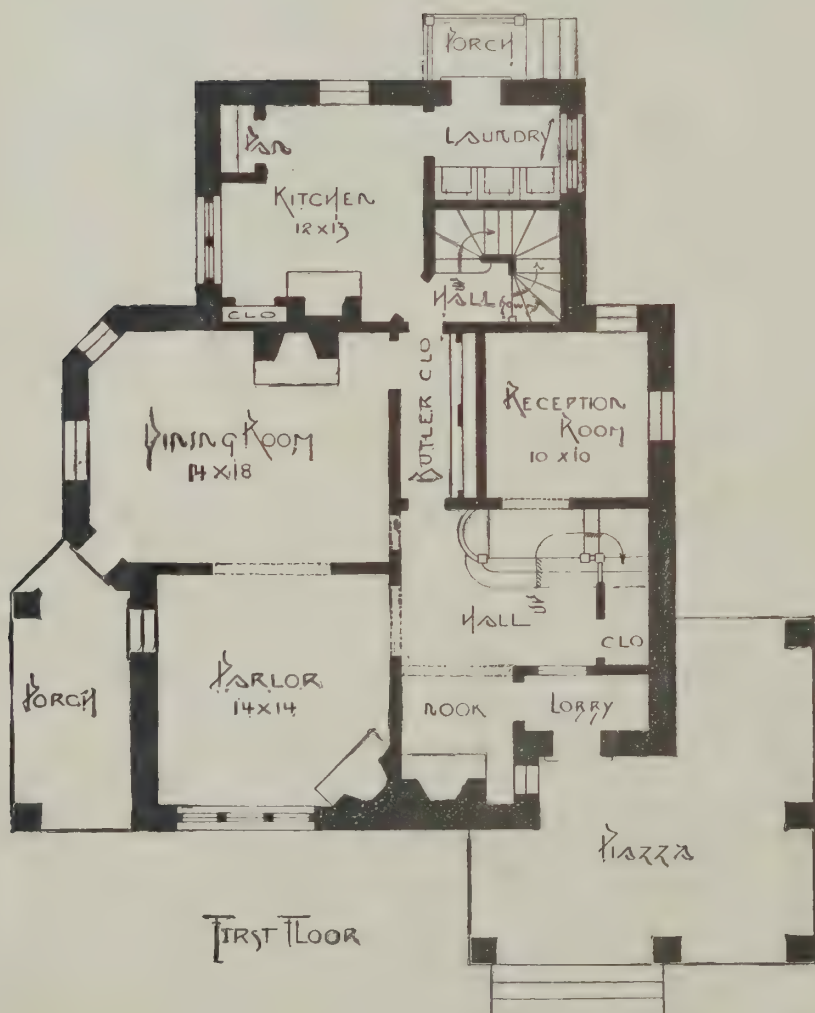 PORCH
PAN
LAUNDRY
KITCHEN
12 x 13
HALL
CLO
BUTLER CLO
RECEPTION
ROOM
10 x 10
DINING ROOM
14 x 18
HALL
UP
CLO
PORCH
PARLOR
14 x 14
NOOK
LOBBY
PIAZZA
FIRST FLOOR